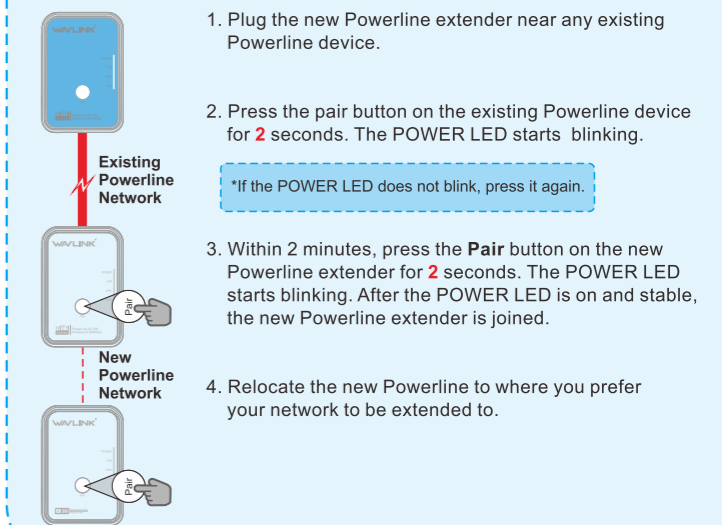 WAVLINK
1. Plug the new Powerline extender near any existing
Powerline device.
2. Press the pair button on the existing Powerline device
for 2 seconds. The POWER LED starts blinking.
Existing
Powerline
Network
*If the POWER LED does not blink, press it again.
WAVLINK
Pair
3. Within 2 minutes, press the Pair button on the new
Powerline extender for 2 seconds. The POWER LED
starts blinking. After the POWER LED is on and stable,
the new Powerline extender is joined.
New
Powerline
Network
4. Relocate the new Powerline to where you prefer
your network to be extended to.
WAVLINK
Pair